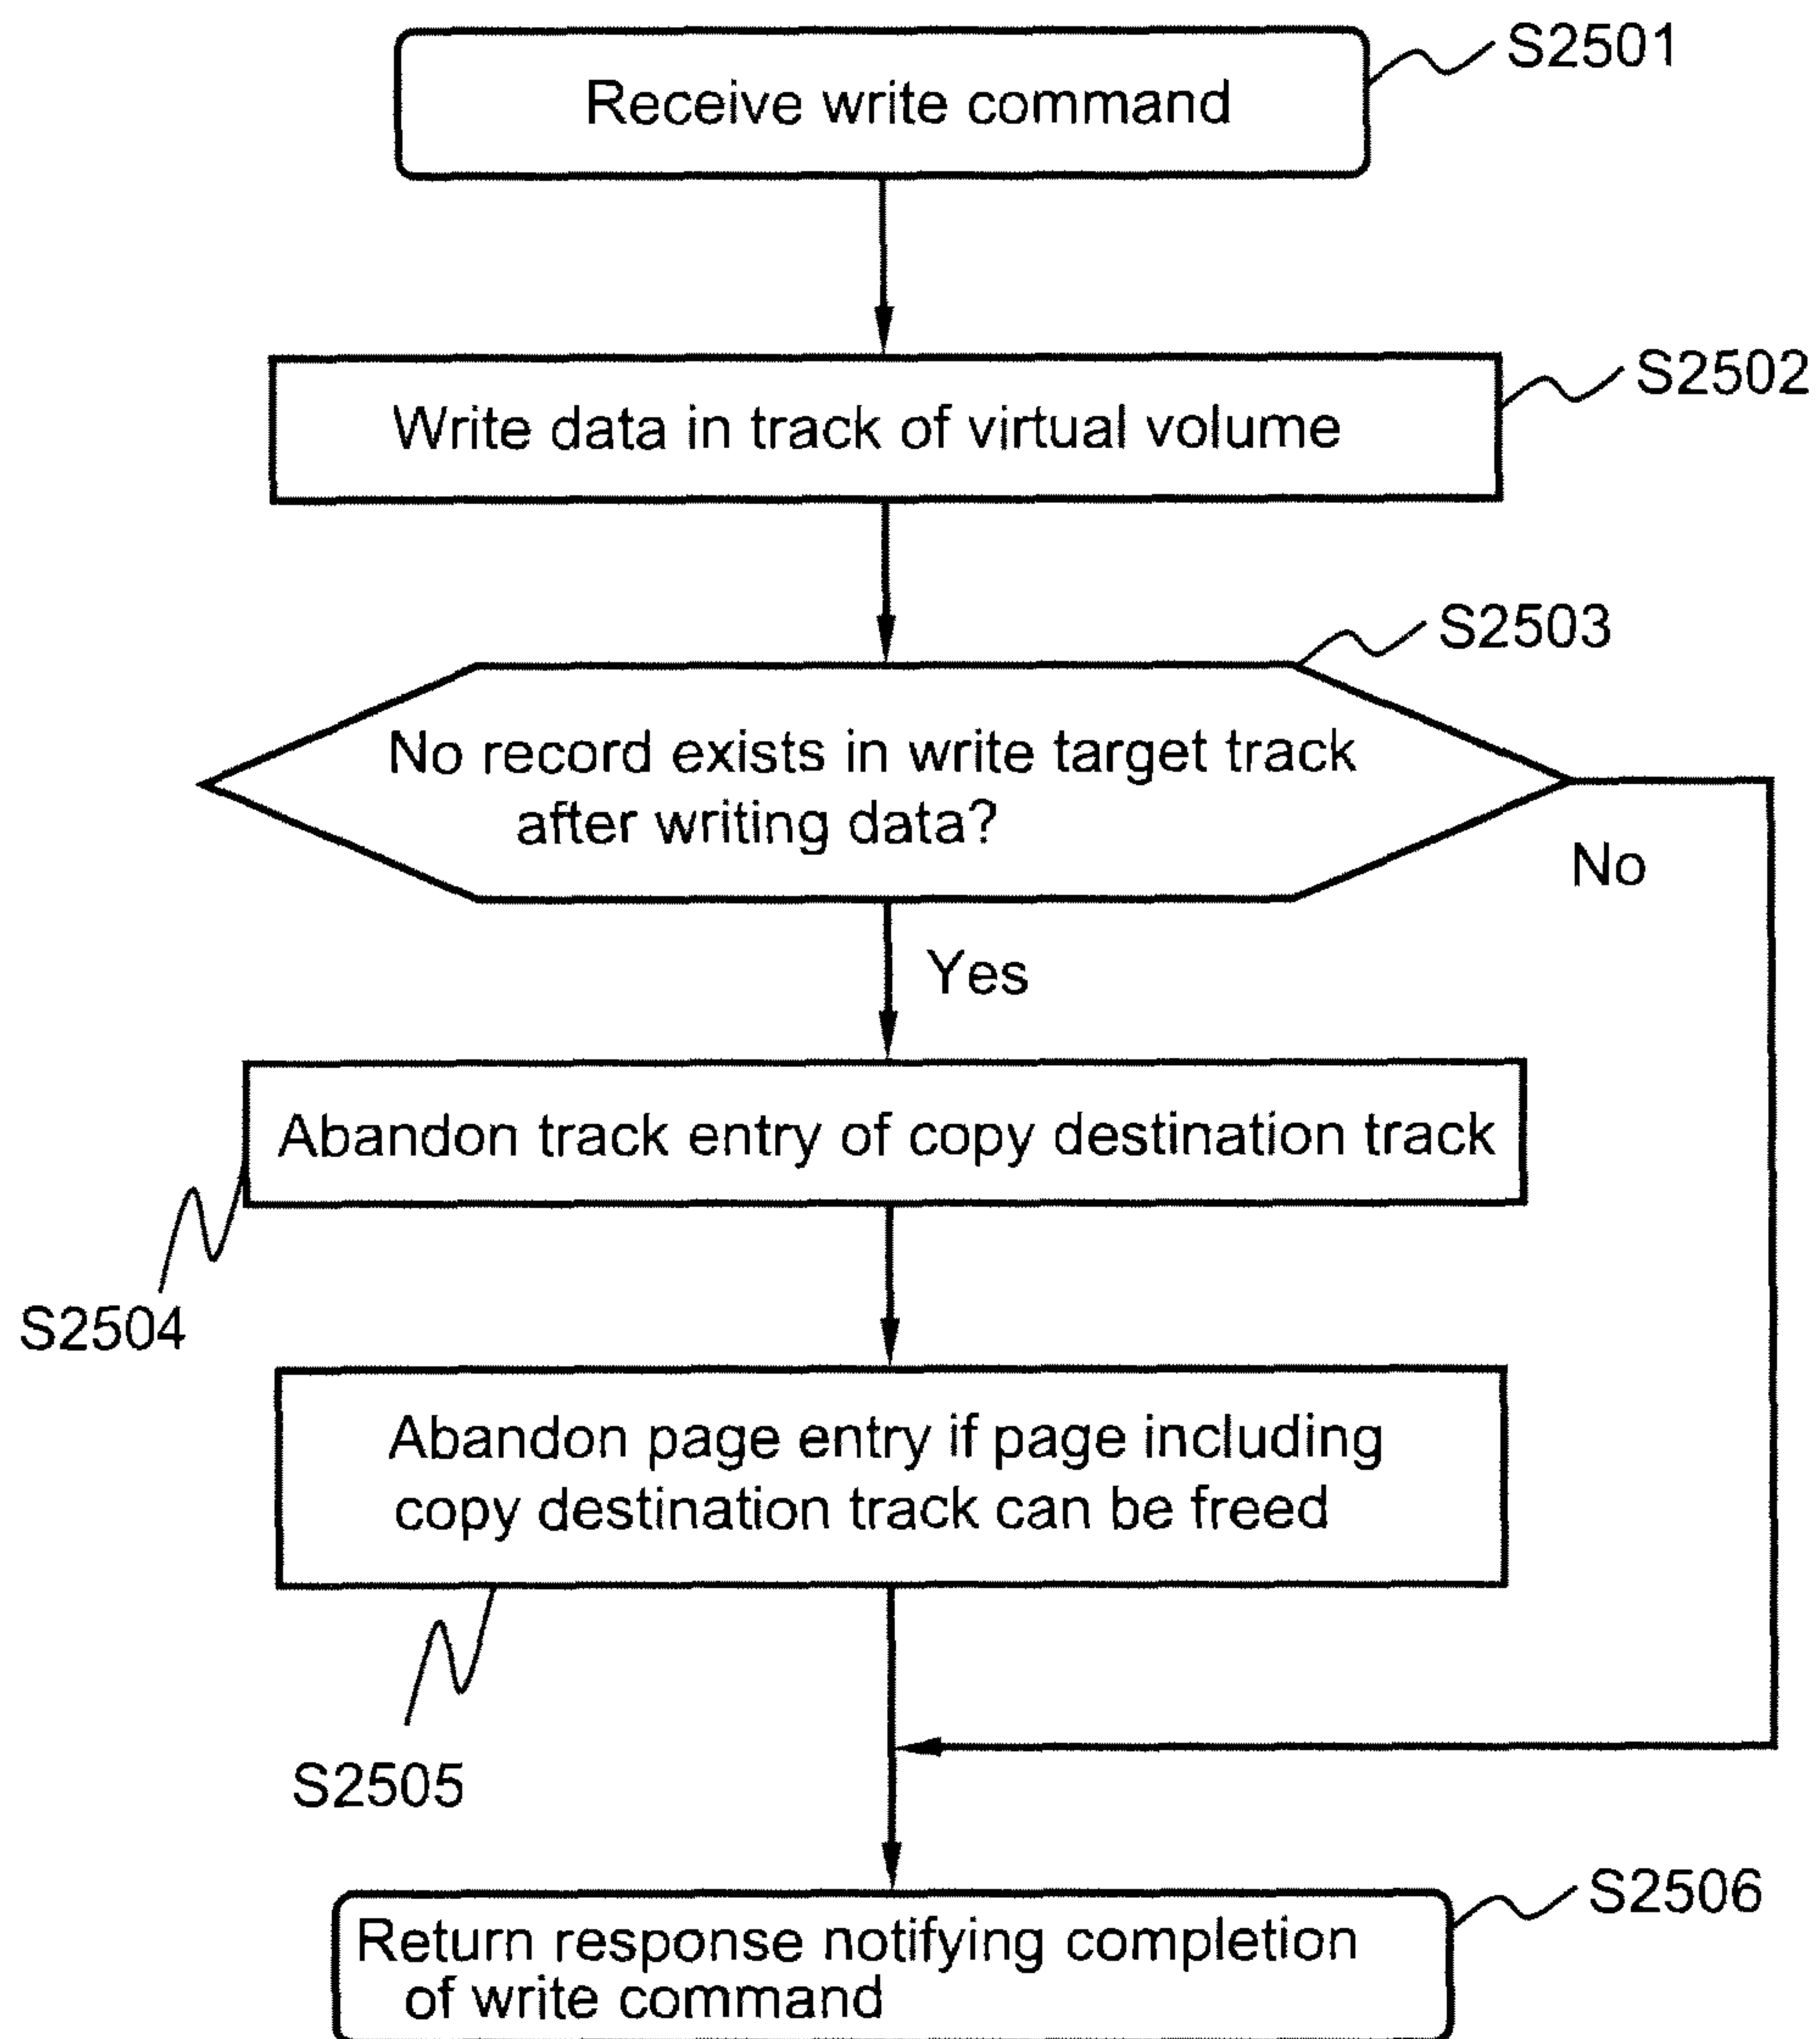 S2501
Receive write command
S2502
Write data in track of virtual volume
S2503
No record exists in write target track
after writing data?
No
Yes
Abandon track entry of copy destination track
S2504
Abandon page entry if page including
copy destination track can be freed
S2505
S2506
Return response notifying completion
of write command